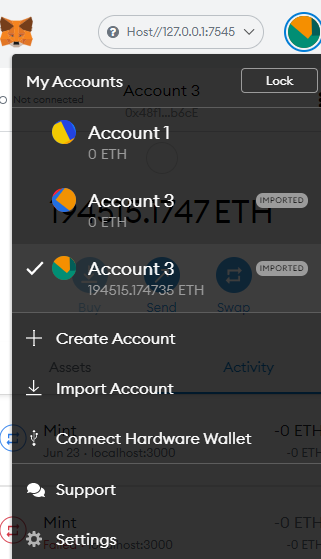 Host//127.0.0.1:7545
My Accounts
Lock
Not connected
Account 3
0x48f1...b6cE
Account 1
0 ETH
Account 3
IMPORTED
194515.1747 ETH
0 ETH
Account 3
IMPORTED
194515.174735 ETH
Buy
Send
Swap
Create Account
Assets
Activity
Import Account
Mint
-0 ETH
Connect Hardware Wallet
Jun 23 · localhost:3000
-0 ETH
Support
Mint
-0 ETH
Settings
Failed · localhost:3000
-0 ETH